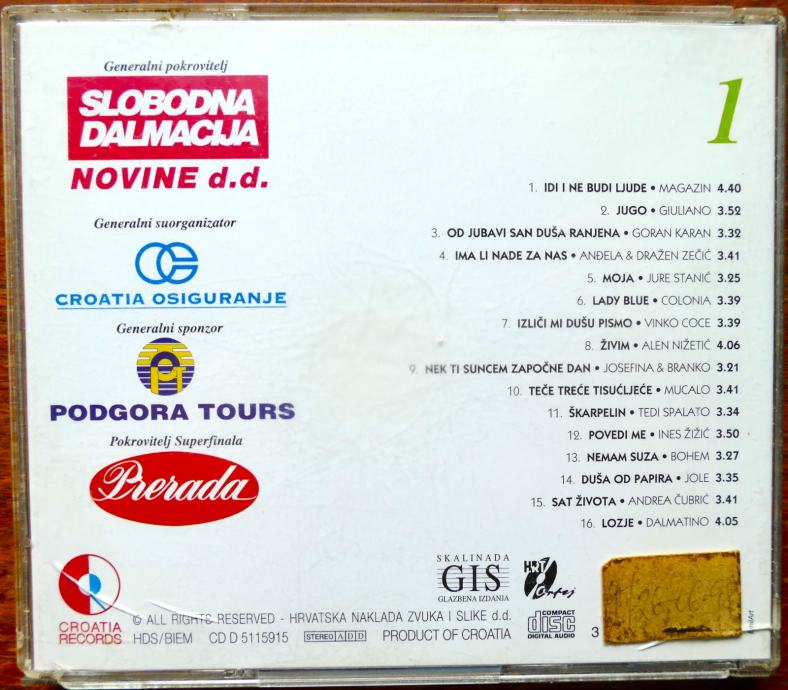 Generalni pokrovitelj
SLOBODNA
DALMACIJA
NOVINE d.d.
Generalni suorganizator
CROATIA OSIGURANJE
Generalni sponzor
PODGORA TOURS
Pokrovitelj Superfinala
Prerada
1
1. IDI I NE BUDI LJUDE • MAGAZIN 4.40
2. JUGO • GIULIANO 3.52
3. OD JUBAVI SAN DUŠA RANJENA • GORAN KARAN 3.32
4. IMA LI NADE ZA NAS • ANĐELA & DRAŽEN ZEČIĆ 3.41
5. MOJA • JURE STANIĆ 3.25
6. LADY BLUE • COLONIA 3.39
7. IZLIČI MI DUŠU PISMO • VINKO COCE 3.39
8. ŽIVIM • ALEN NIŽETIĆ 4.06
9. NEK TI SUNCEM ZAPOČNE DAN • JOSEFINA & BRANKO 3.21
10. TEČE TREĆE TISUĆLJEĆE • MUCALO 3.41
11. ŠKARPELIN • TEDI SPALATO 3.34
12. POVEDI ME • INES ŽIŽIĆ 3.50
13. NEMAM SUZA • BOHEM 3.27
14. DUŠA OD PAPIRA • JOLE 3.35
15. SAT ŽIVOTA • ANDREA ČUBRIĆ 3.41
16. LOZJE • DALMATINO 4.05
SKALINADA
GIS
GLAZBENA IZDANJA
HRT
CROATIA
RECORDS
© ALL RIGHTS RESERVED - HRVATSKA NAKLADA ZVUKA I SLIKE d.d.
HDS/BIEM CD D 5115915 STEREO ADD PRODUCT OF CROATIA
COMPACT
disc
DIGITAL AUDIO
3